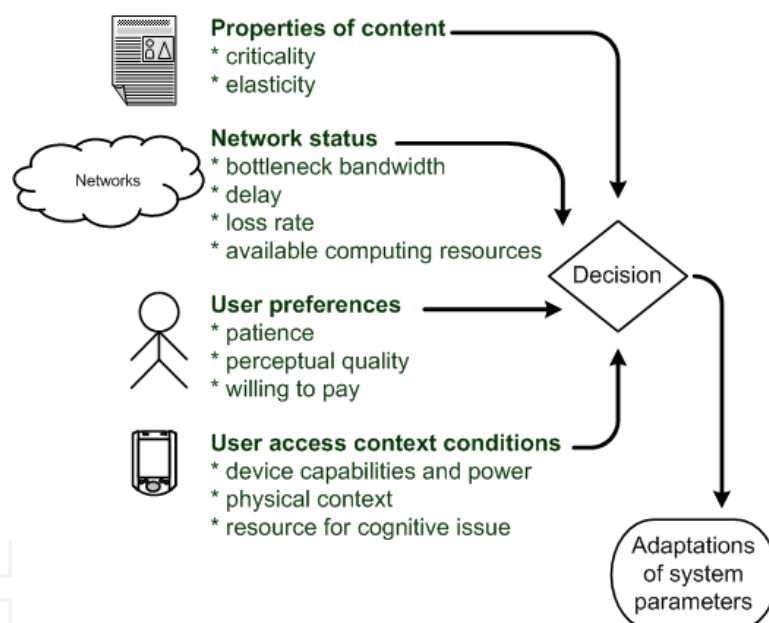 Properties of content
* criticality
* elasticity
Network status
* bottleneck bandwidth
* delay
* loss rate
* available computing resources
Networks
Decision
User preferences
* patience
* perceptual quality
* willing to pay
User access context conditions
* device capabilities and power
* physical context
* resource for cognitive issue
Adaptations
of system
parameters